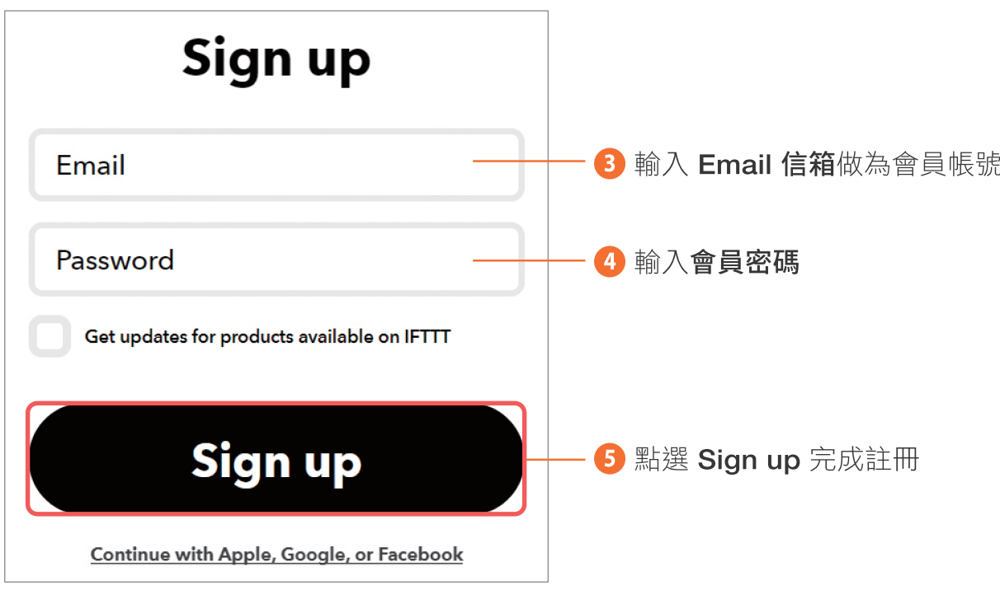 Sign up
Email
3 輸入 Email 信箱做為會員帳號
Password
4 輸入會員密碼
Get updates for products available on IFTTT
Sign up
5 點選 Sign up 完成註冊
Continue with Apple, Google, or Facebook